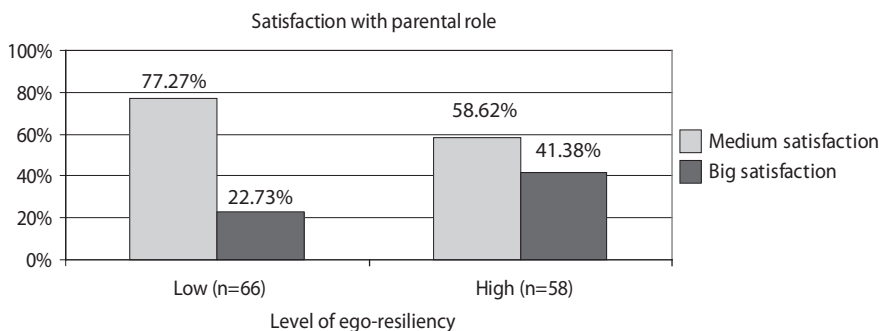 Satisfaction with parental role
100%
80%
60%
40%
20%
0%
77.27%
22.73%
58.62%
41.38%
Low (n=66)
High (n=58)
Level of ego-resiliency
Medium satisfaction
Big satisfaction